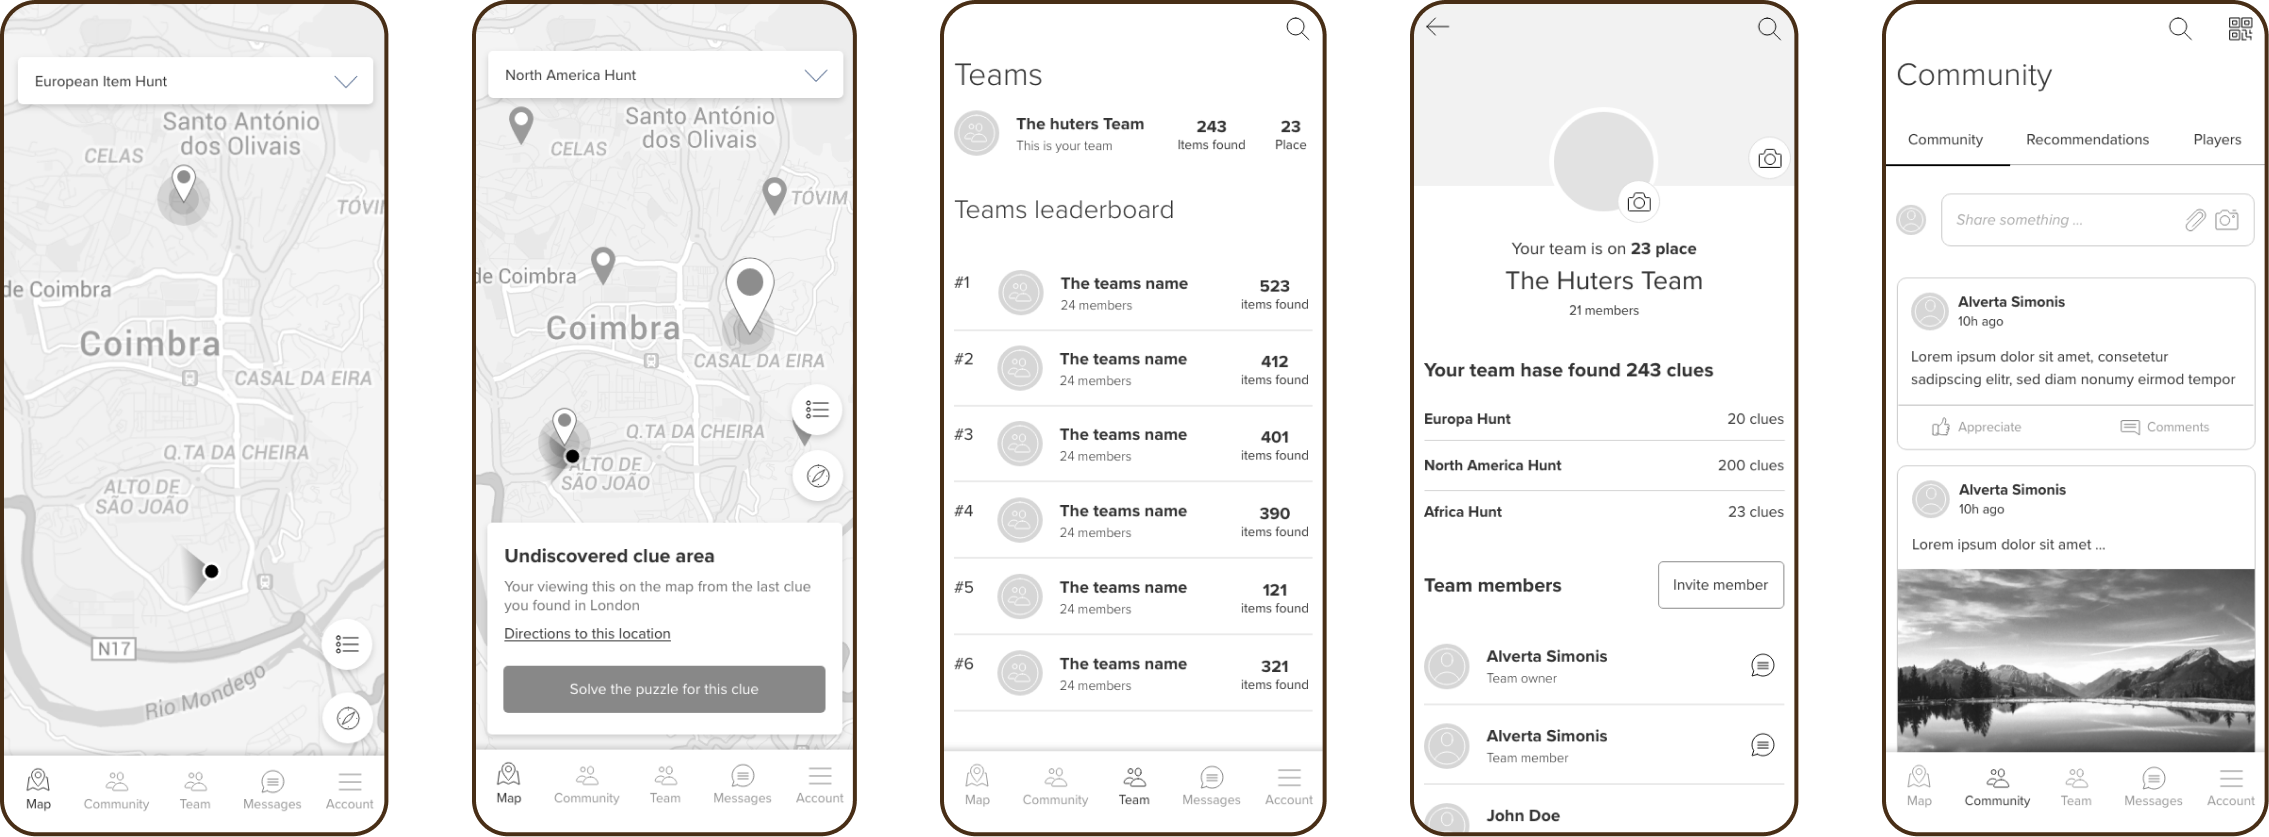 European Item Hunt
Santo António
dos Olivais
CELAS
TÓVIM
de Coimbra
Coimbra
CASAL DA EIRA
Q.TA DA CHEIRA
ALTO DE
SÃO JOÃO
N17
Rio Mondego
Map
Community
Team
Messages
Account
North America Hunt
Santo António
dos Olivais
CELAS
TÓVIM
de Coimbra
Coimbra
CASAL DA EIRA
Q.TA DA CHEIRA
ALTO DE
SÃO JOÃO
Undiscovered clue area
Your viewing this on the map from the last clue
you found in London
Directions to this location
Solve the puzzle for this clue
Map
Community
Team
Messages
Account
Teams
The huters Team
This is your team
243
Items found
23
Place
Teams leaderboard
#1
The teams name
24 members
523
items found
#2
The teams name
24 members
412
items found
#3
The teams name
24 members
401
items found
#4
The teams name
24 members
390
items found
#5
The teams name
24 members
121
items found
#6
The teams name
24 members
321
items found
Map
Community
Team
Messages
Account
Your team is on 23 place
The Huters Team
21 members
Your team hase found 243 clues
Europa Hunt 20 clues
North America Hunt 200 clues
Africa Hunt 23 clues
Team members
Invite member
Alverta Simonis
Team owner
Alverta Simonis
Team member
John Doe
Community
Community
Recommendations
Players
Share something ...
Alverta Simonis
10h ago
Lorem ipsum dolor sit amet, consetetur
sadipscing elitr, sed diam nonumy eirmod tempor
Appreciate
Comments
Alverta Simonis
10h ago
Lorem ipsum dolor sit amet ...
Map
Community
Team
Messages
Account